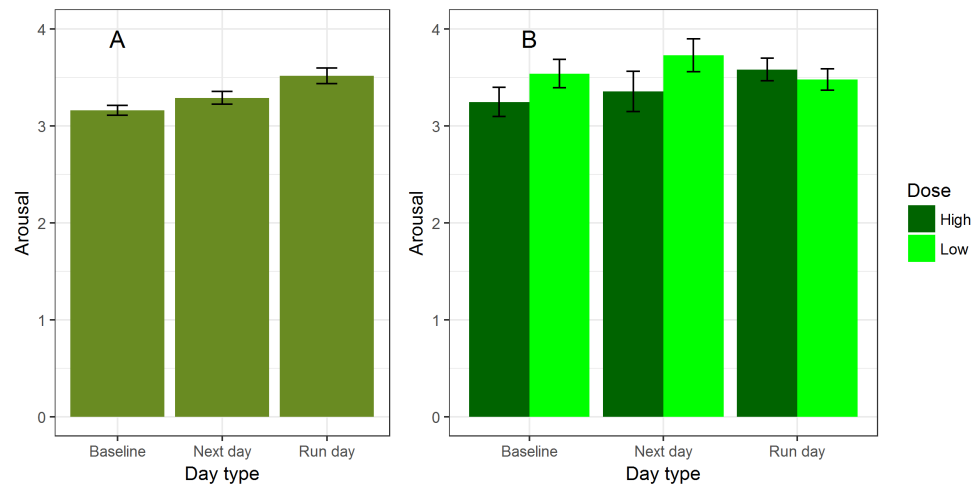 A
4
3
2
1
0
Arousal
Baseline
Next day
Run day
Day type
B
4
3
2
1
0
Arousal
Baseline
Next day
Run day
Day type
Dose
High
Low